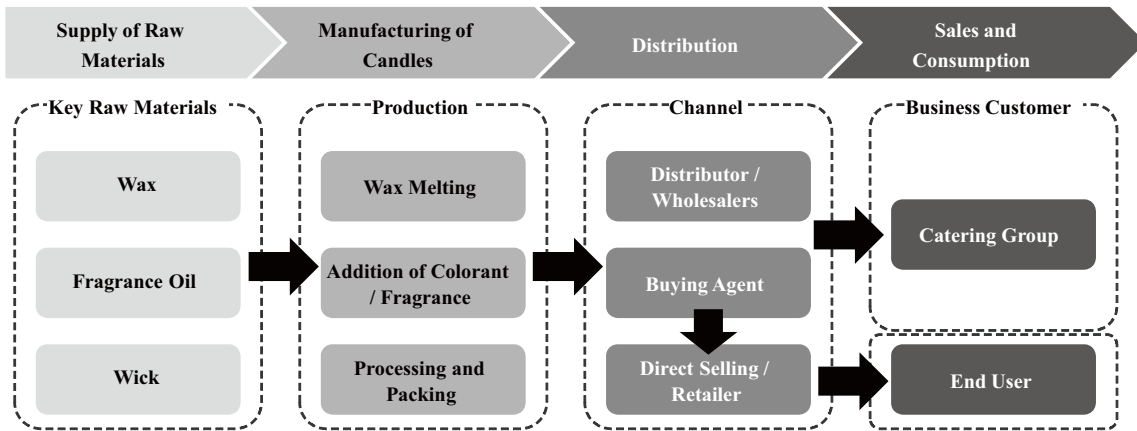 Supply of Raw
Materials
Manufacturing of
Candles
Distribution
Sales and
Consumption
Key Raw Materials
Wax
Fragrance Oil
Wick
Production
Wax Melting
Addition of Colorant
/ Fragrance
Processing and
Packing
Channel
Distributor /
Wholesalers
Buying Agent
Direct Selling /
Retailer
Business Customer
Catering Group
End User